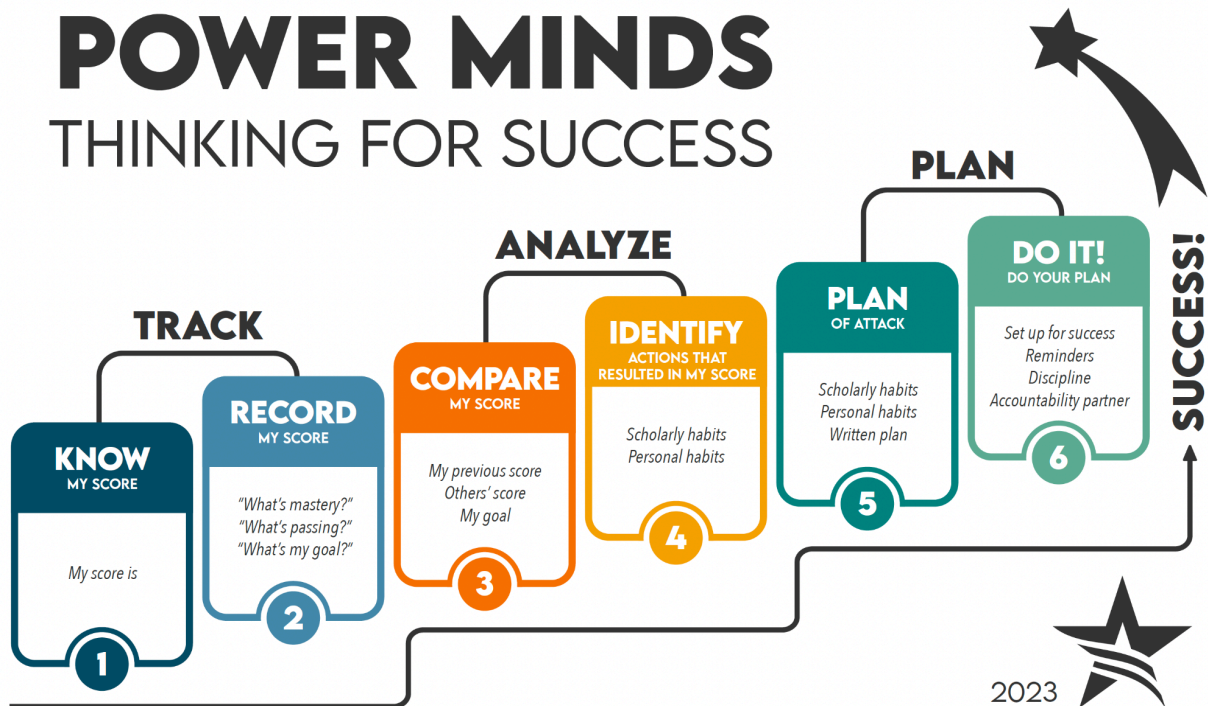 POWER MINDS
THINKING FOR SUCCESS
TRACK
KNOW
MY SCORE
My score is
1
RECORD
MY SCORE
"What's mastery?"
"What's passing?"
"What's my goal?"
2
ANALYZE
COMPARE
MY SCORE
My previous score
Others' score
My goal
3
IDENTIFY
ACTIONS THAT
RESULTED IN MY SCORE
Scholarly habits
Personal habits
4
PLAN
PLAN
OF ATTACK
Scholarly habits
Personal habits
Written plan
5
DO IT!
DO YOUR PLAN
Set up for success
Reminders
Discipline
Accountability partner
6
SUCCESS!
2023